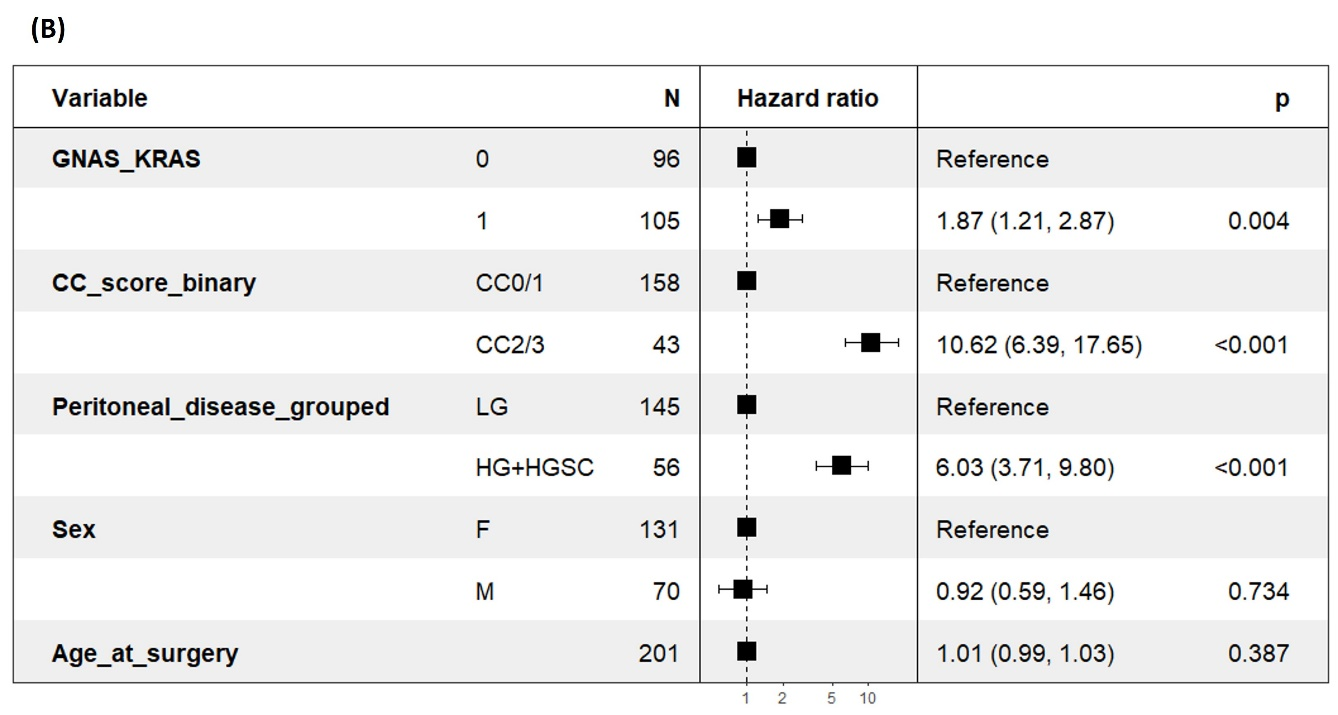 (B)
Variable N Hazard ratio p
GNAS_KRAS 0 96 Reference
1 105 1.87 (1.21, 2.87) 0.004
CC_score_binary CC0/1 158 Reference
CC2/3 43 10.62 (6.39, 17.65) <0.001
Peritoneal_disease_grouped LG 145 Reference
HG+HGSC 56 6.03 (3.71, 9.80) <0.001
Sex F 131 Reference
M 70 0.92 (0.59, 1.46) 0.734
Age_at_surgery 201 1.01 (0.99, 1.03) 0.387
1 2 5 10